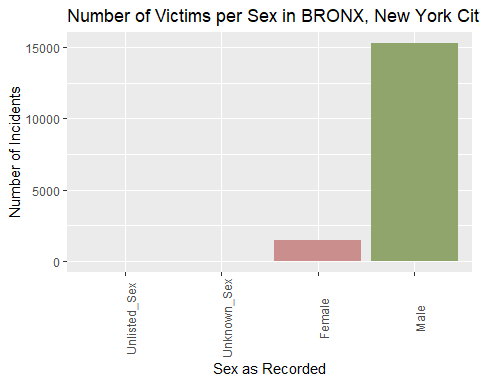 Number of Victims per Sex in BRONX, New York Cit
15000
10000
5000
0
Number of Incidents
Unlisted_Sex
Unknown_Sex
Female
Male
Sex as Recorded